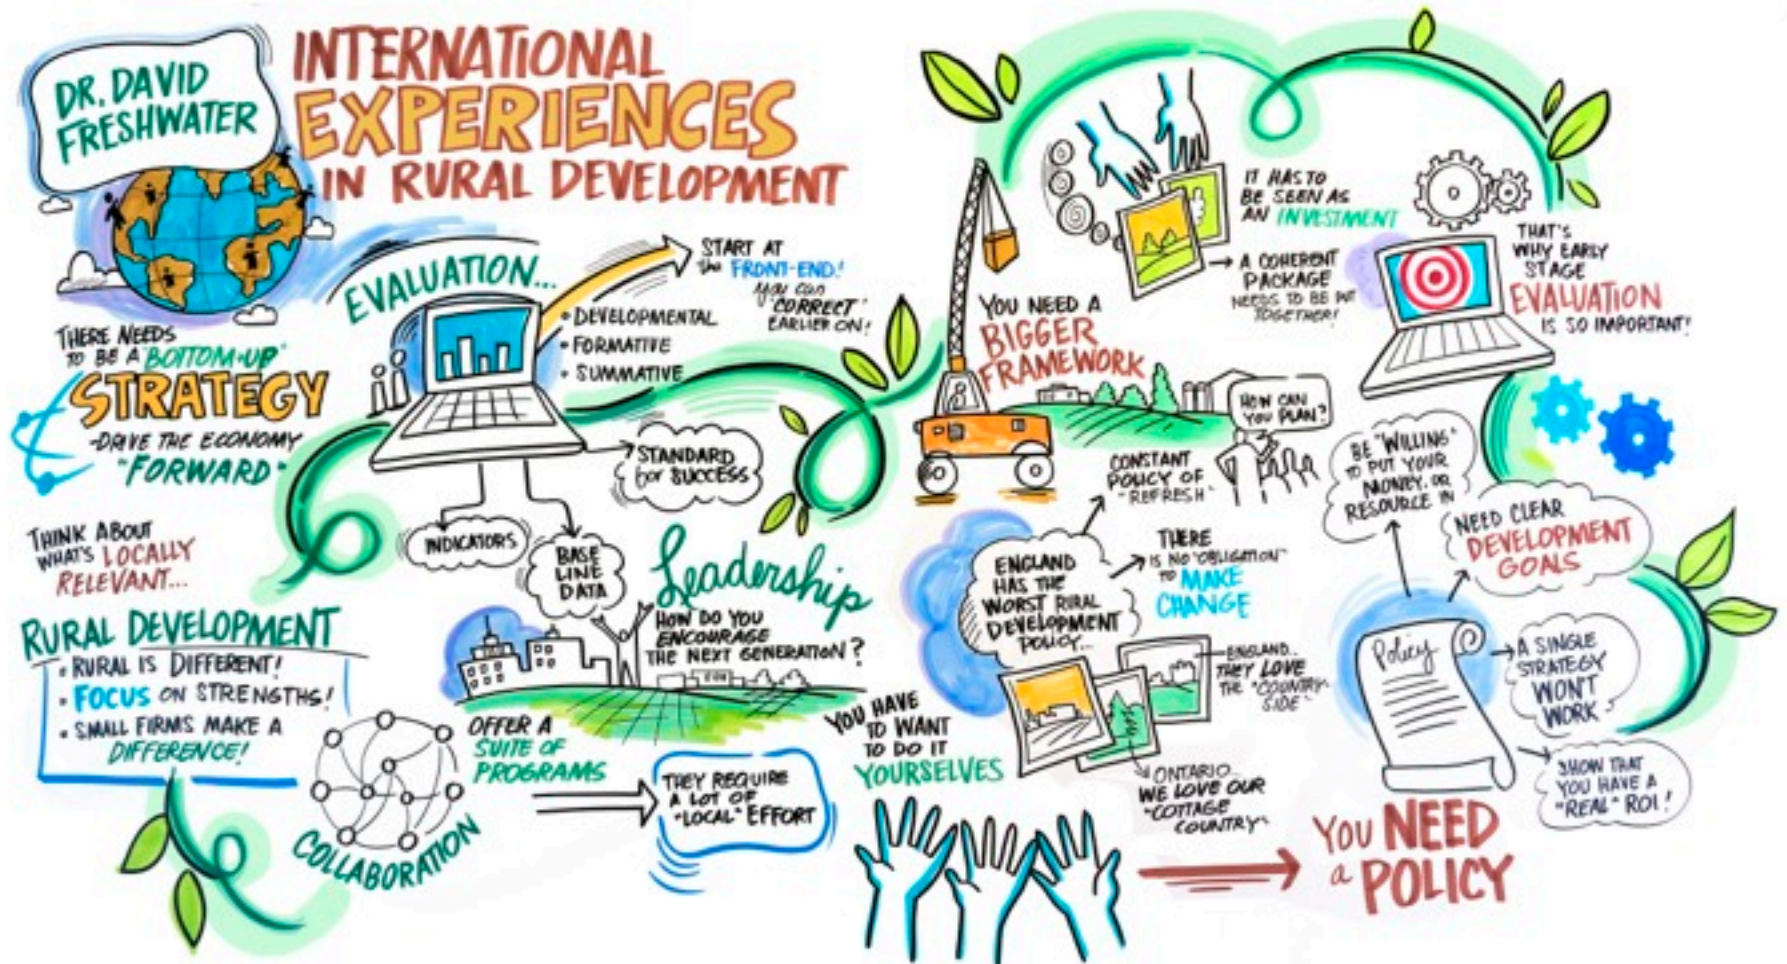 DR. DAVID
FRESHWATER
INTERNATIONAL
EXPERIENCES
IN RURAL DEVELOPMENT
THERE NEEDS
TO BE A "BOTTOM-UP"
STRATEGY
-DRIVE THE ECONOMY
"FORWARD"
THINK ABOUT
WHAT'S LOCALLY
RELEVANT...
RURAL DEVELOPMENT
• RURAL IS DIFFERENT!
• FOCUS ON STRENGTHS!
• SMALL FIRMS MAKE A
DIFFERENCE!
COLLABORATION
EVALUATION...
START AT
the FRONT-END!
you can
"CORRECT"
EARLIER ON!
• DEVELOPMENTAL
• FORMATIVE
• SUMMATIVE
STANDARD
for SUCCESS
INDICATORS
BASE
LINE
DATA
Leadership
HOW DO YOU
ENCOURAGE
THE NEXT GENERATION?
OFFER A
SUITE OF
PROGRAMS
THEY REQUIRE
A LOT OF
"LOCAL" EFFORT
YOU HAVE
TO WANT
TO DO IT
YOURSELVES
YOU NEED A
BIGGER
FRAMEWORK
IT HAS TO
BE SEEN AS
AN INVESTMENT
A COHERENT
PACKAGE
NEEDS TO BE PUT
TOGETHER!
THAT'S
WHY EARLY
STAGE
EVALUATION
IS SO IMPORTANT!
HOW CAN
YOU PLAN?
CONSTANT
POLICY OF
"REFRESH"
ENGLAND
HAS THE
WORST RURAL
DEVELOPMENT
POLICY...
THERE
IS NO "OBLIGATION"
TO MAKE
CHANGE
ENGLAND..
THEY LOVE
THE "COUNTRY-
SIDE"
ONTARIO...
WE LOVE OUR
"COTTAGE
COUNTRY"
BE "WILLING"
TO PUT YOUR
MONEY OR
RESOURCE IN
NEED CLEAR
DEVELOPMENT
GOALS
Policy
A SINGLE
STRATEGY
WON'T
WORK
SHOW THAT
YOU HAVE A
"REAL" ROI!
YOU NEED
a POLICY